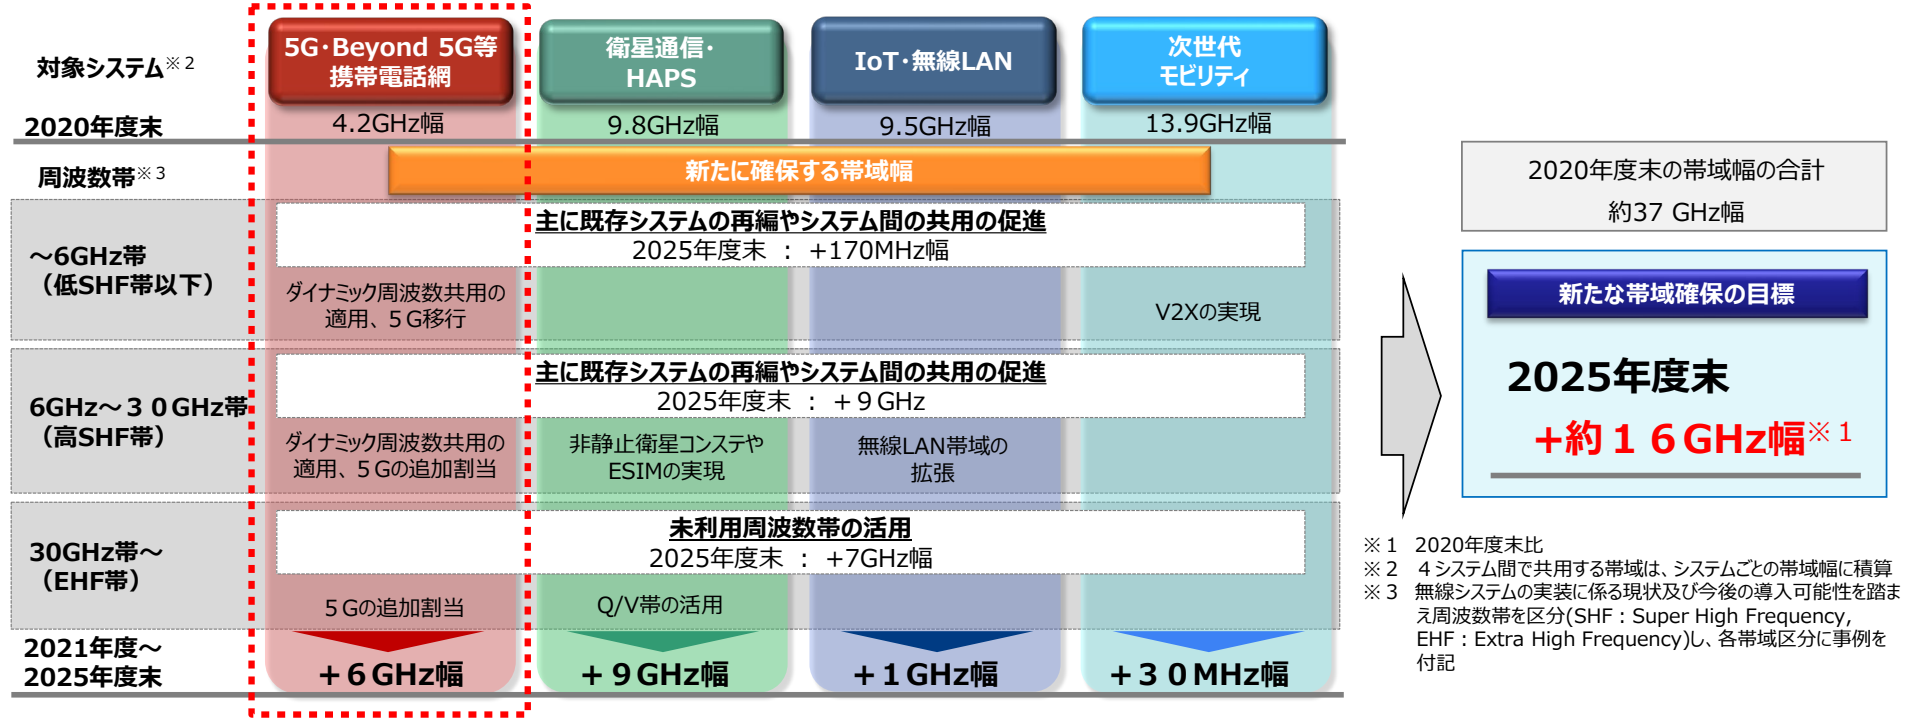 対象システム※2
5G･Beyond 5G等
携帯電話網
衛星通信･
HAPS
IoT･無線LAN
次世代
モビリティ
2020年度末
4.2GHz幅
9.8GHz幅
9.5GHz幅
13.9GHz幅
周波数帯※3
新たに確保する帯域幅
～6GHz帯
（低SHF帯以下）
主に既存システムの再編やシステム間の共用の促進
2025年度末 ： +170MHz幅
ダイナミック周波数共用の
適用、５G移行
V2Xの実現
6GHz～３０GHz帯
（高SHF帯）
主に既存システムの再編やシステム間の共用の促進
2025年度末 ： +９GHz
ダイナミック周波数共用の
適用、５Gの追加割当
非静止衛星コンステや
ESIMの実現
無線LAN帯域の
拡張
30GHz帯～
（EHF帯）
未利用周波数帯の活用
2025年度末 ： +7GHz幅
５Gの追加割当
Q/V帯の活用
2021年度～
2025年度末
+６GHz幅
+９GHz幅
+１GHz幅
+３０MHz幅
2020年度末の帯域幅の合計
約37 GHz幅
新たな帯域確保の目標
2025年度末
+約１６GHz幅※１
※１ 2020年度末比
※２ ４システム間で共用する帯域は、システムごとの帯域幅に積算
※３ 無線システムの実装に係る現状及び今後の導入可能性を踏ま
え周波数帯を区分(SHF：Super High Frequency,
EHF：Extra High Frequency)し、各帯域区分に事例を
付記